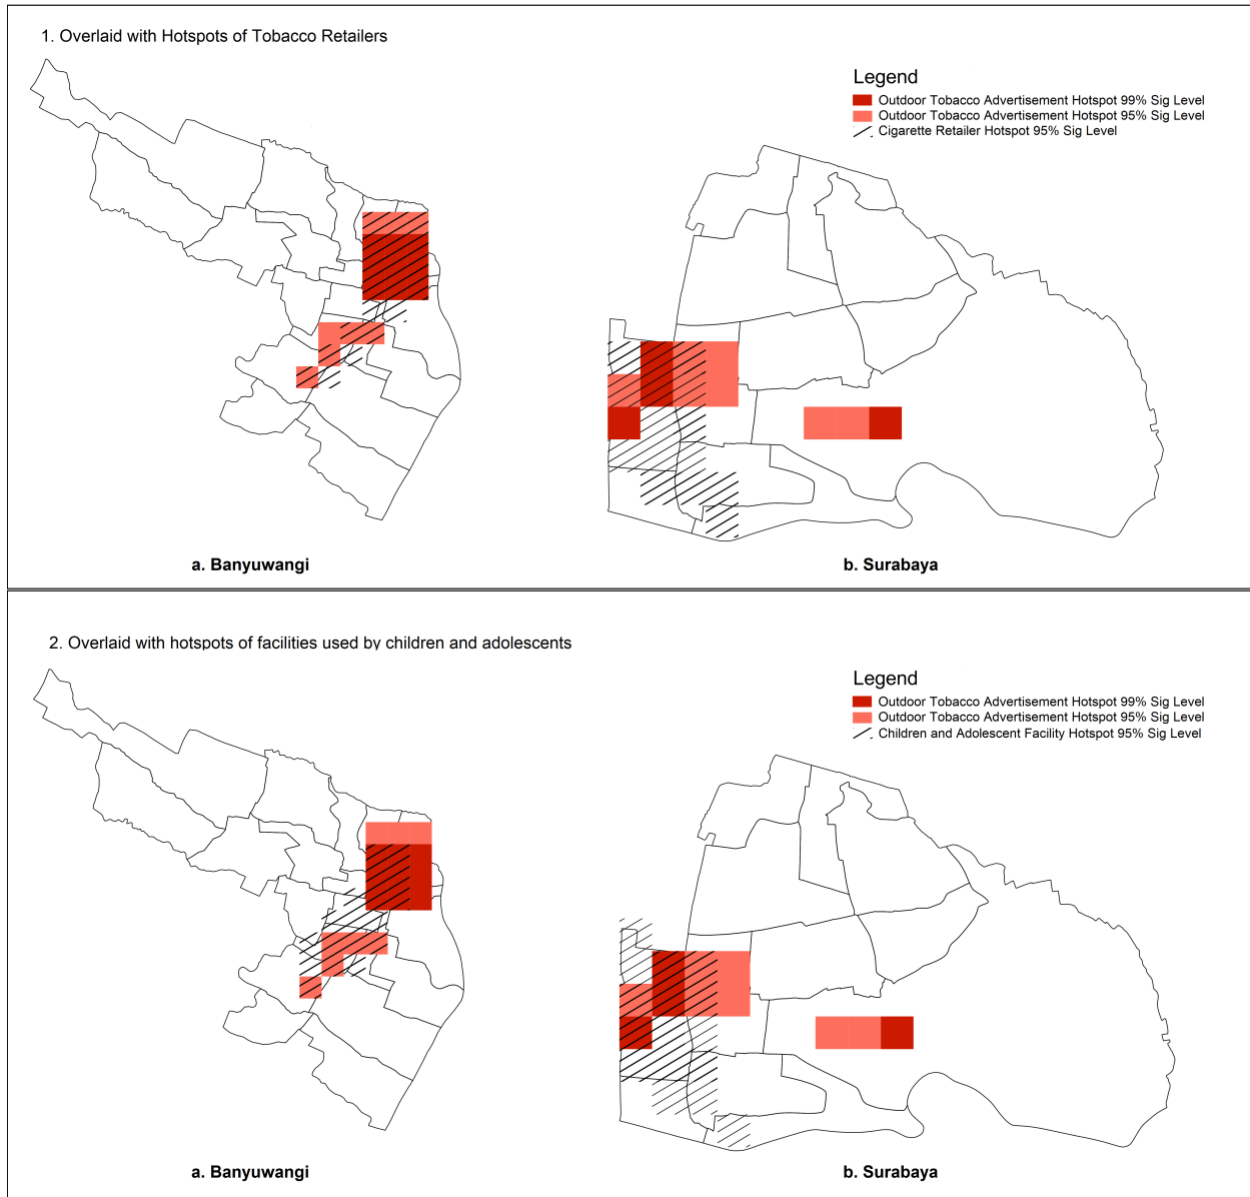 1. Overlaid with Hotspots of Tobacco Retailers
Legend
Outdoor Tobacco Advertisement Hotspot 99% Sig Level
Outdoor Tobacco Advertisement Hotspot 95% Sig Level
Cigarette Retailer Hotspot 95% Sig Level
a. Banyuwangi
b. Surabaya
2. Overlaid with hotspots of facilities used by children and adolescents
Legend
Outdoor Tobacco Advertisement Hotspot 99% Sig Level
Outdoor Tobacco Advertisement Hotspot 95% Sig Level
Children and Adolescent Facility Hotspot 95% Sig Level
a. Banyuwangi
b. Surabaya